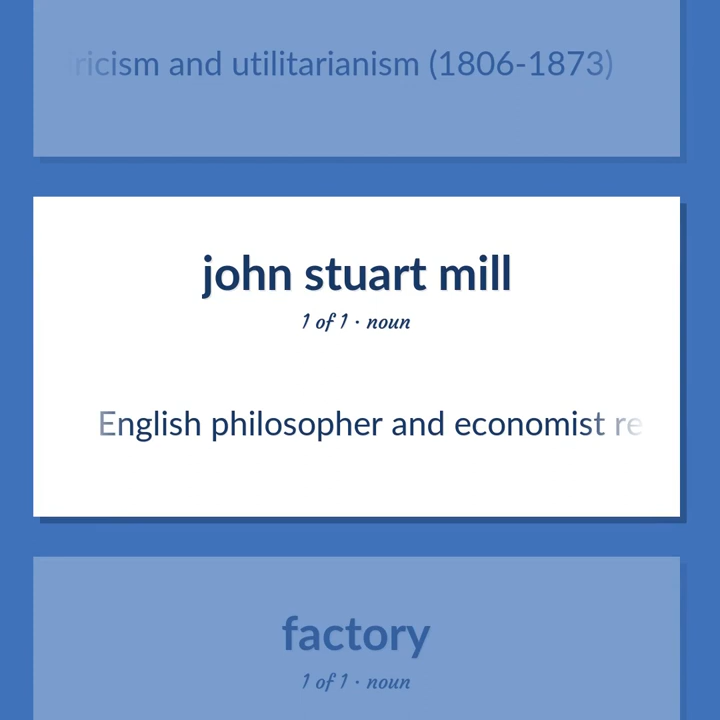 ricism and utilitarianism (1806-1873)
john stuart mill
1 of 1 · noun
English philosopher and economist re
factory
1 of 1 · noun